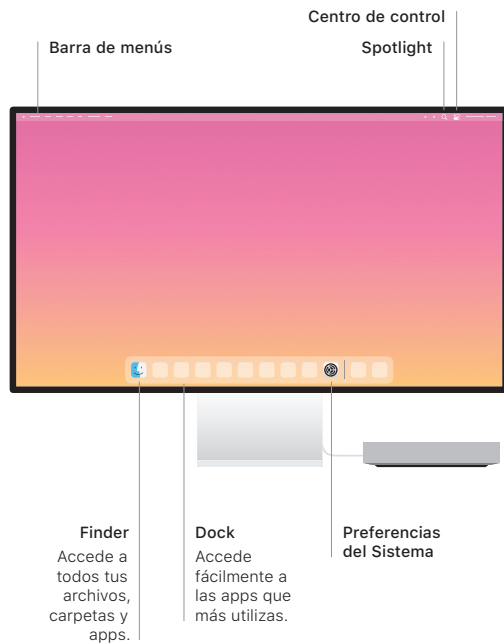 Centro de control
Barra de menús
Spotlight
Finder
Accede a
todos tus
archivos,
carpetas y
apps.
Dock
Accede
fácilmente a
las apps que
más utilizas.
Preferencias
del Sistema